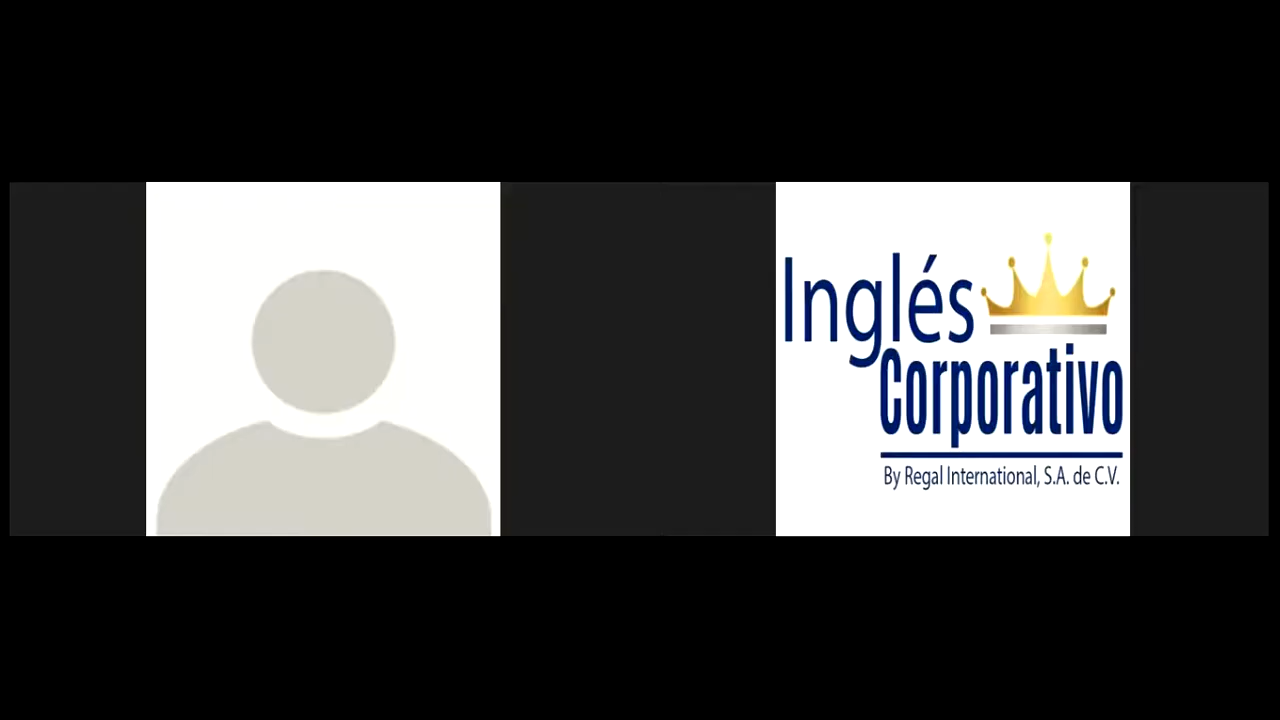 Inglés
Corporativo
By Regal International, S.A. de C.V.